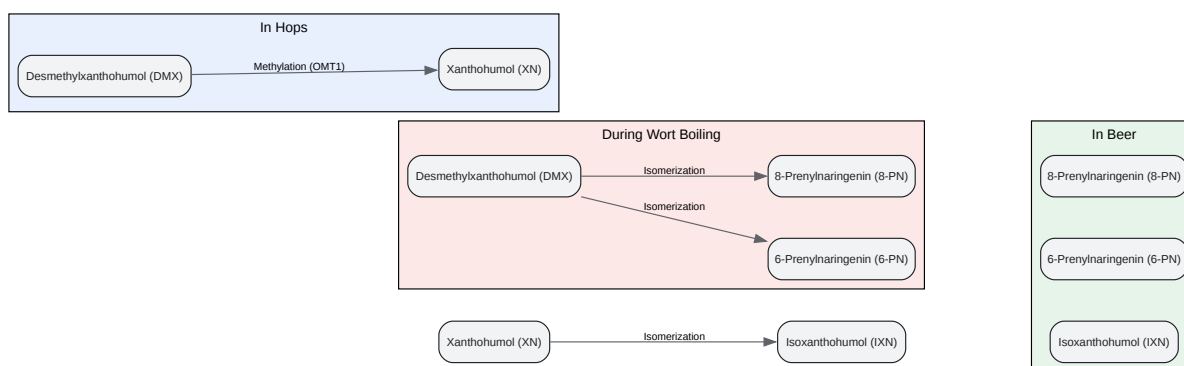 In Hops
Desmethylxanthohumol (DMX)
Methylation (OMT1)
Xanthohumol (XN)
During Wort Boiling
Desmethylxanthohumol (DMX)
Isomerization
8-Prenylnaringenin (8-PN)
Isomerization
6-Prenylnaringenin (6-PN)
Xanthohumol (XN)
Isomerization
Isoxanthohumol (IXN)
In Beer
8-Prenylnaringenin (8-PN)
6-Prenylnaringenin (6-PN)
Isoxanthohumol (IXN)